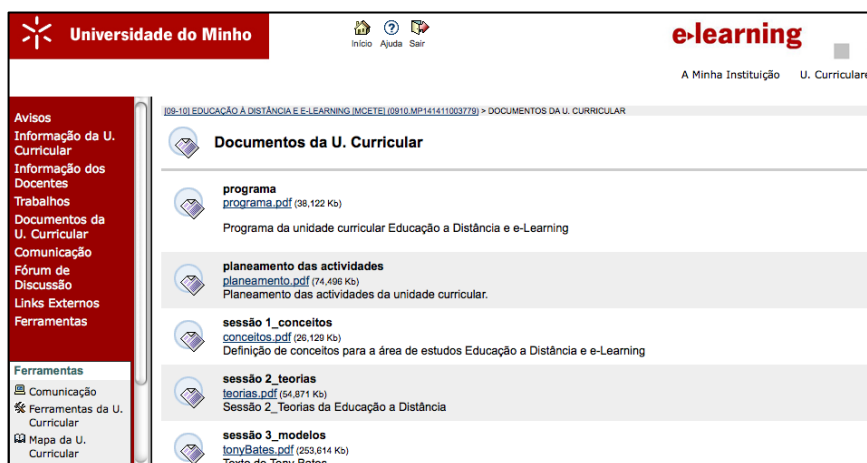 Universidade do Minho
Início Ajuda Sair
e-learning
A Minha Instituição U. Curriculare
Avisos
Informação da U.
Curricular
Informação dos
Docentes
Trabalhos
Documentos da
U. Curricular
Comunicação
Fórum de
Discussão
Links Externos
Ferramentas
Ferramentas
Comunicação
Ferramentas da U.
Curricular
Mapa da U.
Curricular
[09-10] EDUCAÇÃO À DISTÂNCIA E E-LEARNING [MCETE] (0910.MP141411003779) > DOCUMENTOS DA U. CURRICULAR
Documentos da U. Curricular
programa
programa.pdf (38,122 Kb)
Programa da unidade curricular Educação a Distância e e-Learning
planeamento das actividades
planeamento.pdf (74,496 Kb)
Planeamento das actividades da unidade curricular.
sessão 1_conceitos
conceitos.pdf (26,129 Kb)
Definição de conceitos para a área de estudos Educação a Distância e e-Learning
sessão 2_teorias
teorias.pdf (54,871 Kb)
Sessão 2_Teorias da Educação a Distância
sessão 3_modelos
tonyBates.pdf (253,614 Kb)
Texto de Tony Bates